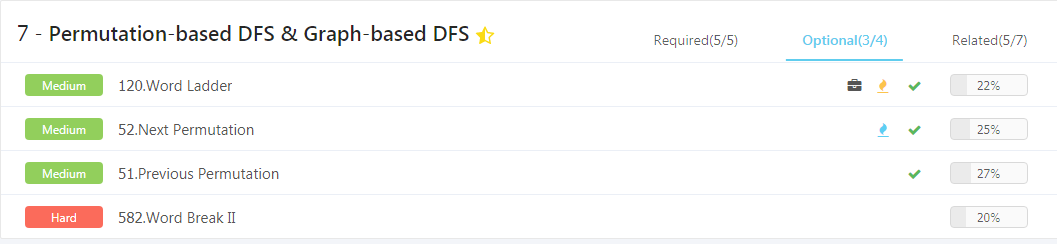 7 - Permutation-based DFS & Graph-based DFS
Required(5/5) Optional(3/4) Related(5/7)
Medium 120.Word Ladder 22%
Medium 52.Next Permutation 25%
Medium 51.Previous Permutation 27%
Hard 582.Word Break II 20%